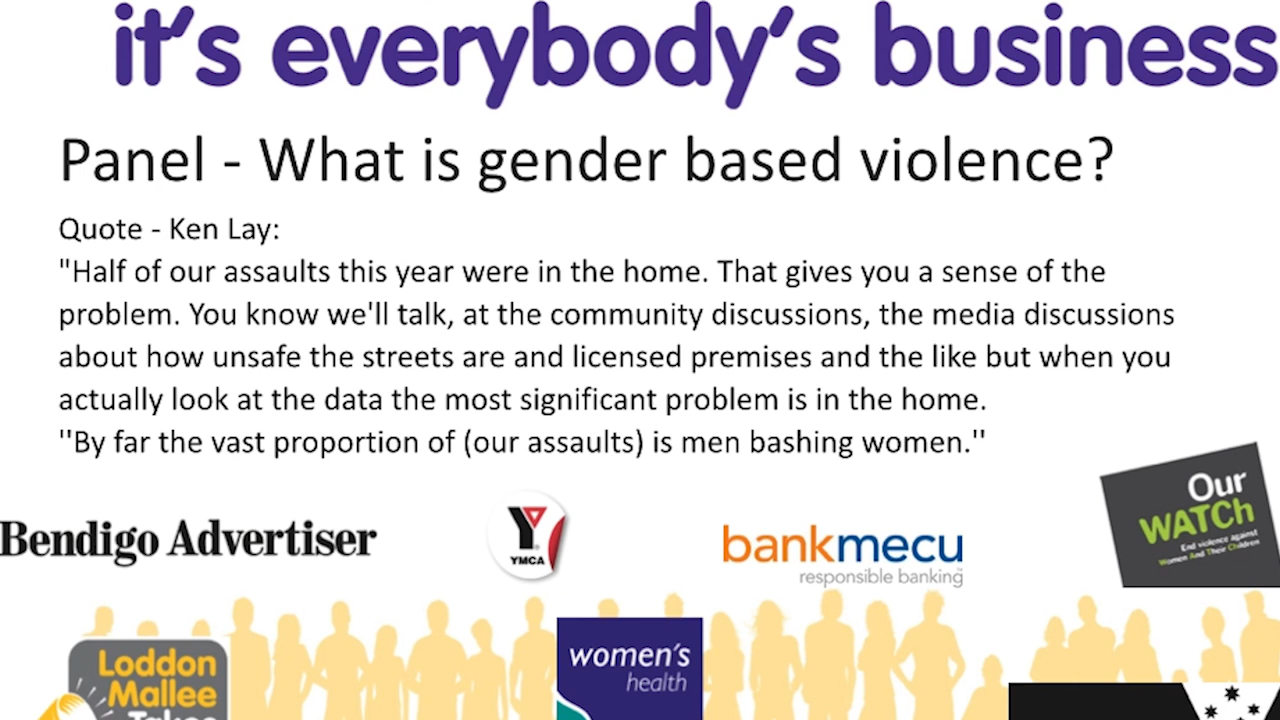 it's everybody's business
Panel - What is gender based violence?
Quote - Ken Lay:
"Half of our assaults this year were in the home. That gives you a sense of the
problem. You know we'll talk, at the community discussions, the media discussions
about how unsafe the streets are and licensed premises and the like but when you
actually look at the data the most significant problem is in the home.
''By far the vast proportion of (our assaults) is men bashing women.''
Our
WATCh
End violence against
Women And Their Children
Bendigo Advertiser
YMCA
bankmecu
responsible banking
Loddon
Mallee
Takes
women's
health